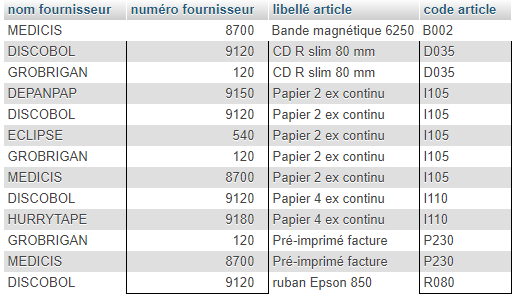 nom fournisseur numéro fournisseur libellé article code article
MEDICIS 8700 Bande magnétique 6250 B002
DISCOBOL 9120 CD R slim 80 mm D035
GROBRIGAN 120 CD R slim 80 mm D035
DEPANPAP 9150 Papier 2 ex continu I105
DISCOBOL 9120 Papier 2 ex continu I105
ECLIPSE 540 Papier 2 ex continu I105
GROBRIGAN 120 Papier 2 ex continu I105
MEDICIS 8700 Papier 2 ex continu I105
DISCOBOL 9120 Papier 4 ex continu I110
HURRYTAPE 9180 Papier 4 ex continu I110
GROBRIGAN 120 Pré-imprimé facture P230
MEDICIS 8700 Pré-imprimé facture P230
DISCOBOL 9120 ruban Epson 850 R080